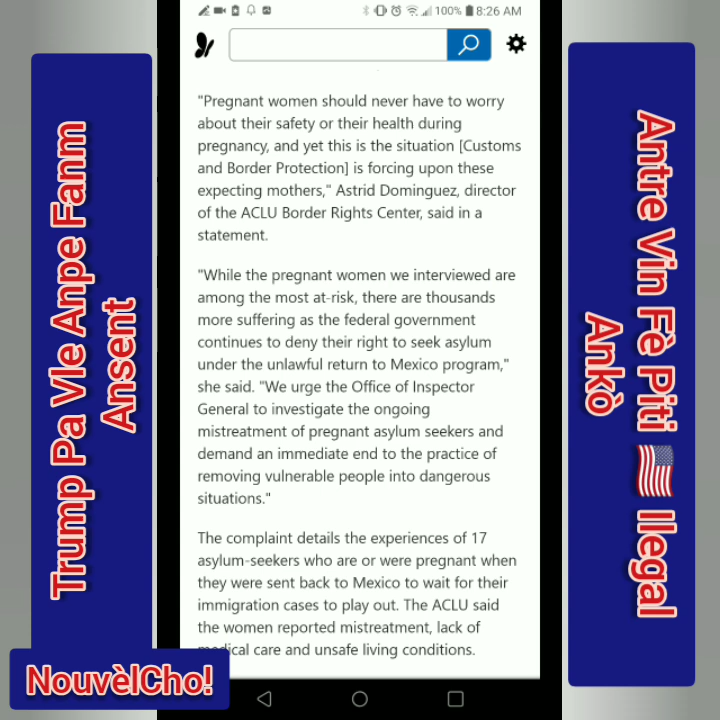 100% 8:26 AM
"Pregnant women should never have to worry
about their safety or their health during
pregnancy, and yet this is the situation [Customs
and Border Protection] is forcing upon these
expecting mothers," Astrid Dominguez, director
of the ACLU Border Rights Center, said in a
statement.
"While the pregnant women we interviewed are
among the most at-risk, there are thousands
more suffering as the federal government
continues to deny their right to seek asylum
under the unlawful return to Mexico program,"
she said. "We urge the Office of Inspector
General to investigate the ongoing
mistreatment of pregnant asylum seekers and
demand an immediate end to the practice of
removing vulnerable people into dangerous
situations."
The complaint details the experiences of 17
asylum-seekers who are or were pregnant when
they were sent back to Mexico to wait for their
immigration cases to play out. The ACLU said
the women reported mistreatment, lack of
medical care and unsafe living conditions.
Trump Pa Vle Anpe Fanm
Ansent
Antre Vin Fè Piti 🇺🇸 Ilegal
Ankò
NouvèlCho!